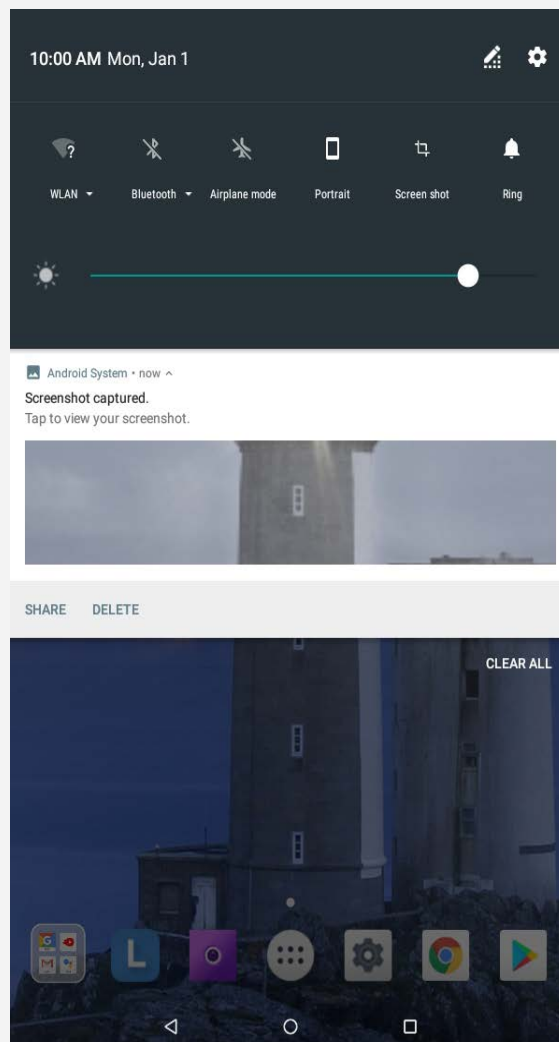 10:00 AM Mon, Jan 1
?
WLAN Bluetooth Airplane mode Portrait Screen shot Ring
Android System • now
Screenshot captured.
Tap to view your screenshot.
SHARE DELETE
CLEAR ALL
G M L